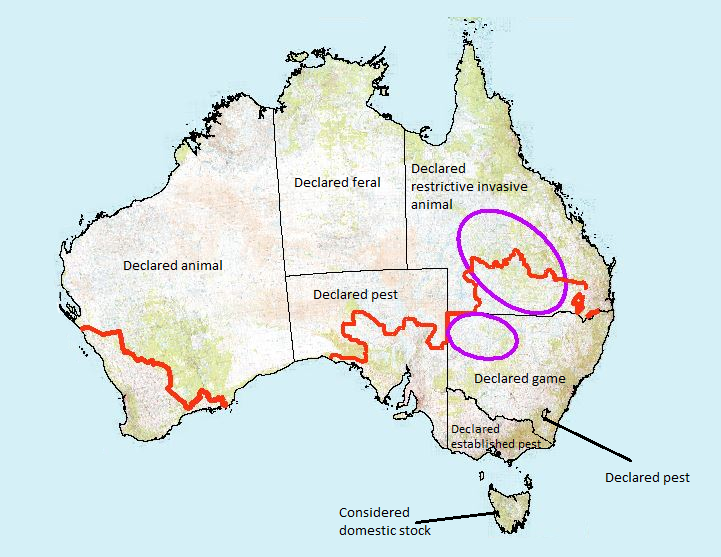 Declared
restrictive invasive
animal
Declared feral
Declared animal
Declared pest
Declared game
Declared
established pest
Declared pest
Considered
domestic stock